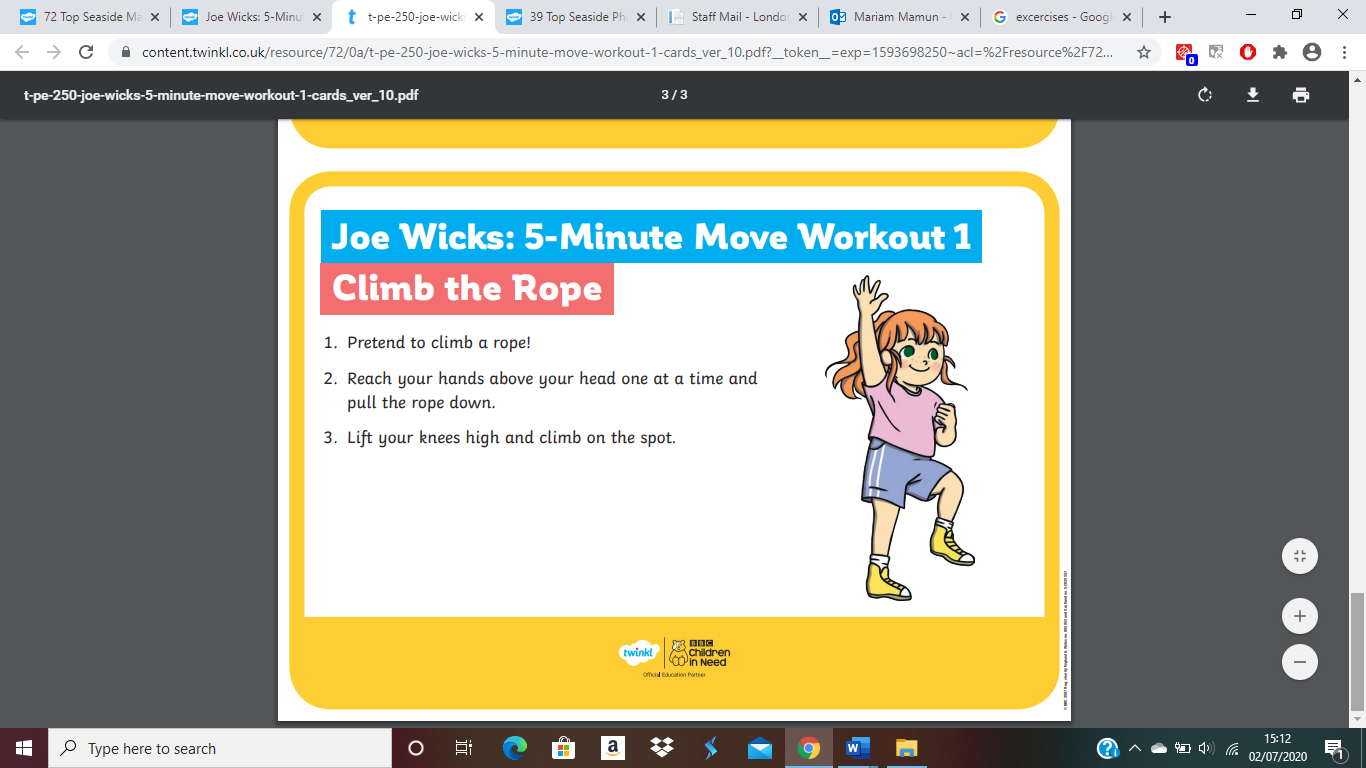 72 Top Seaside Ma
Joe Wicks: 5-Minu
t-pe-250-joe-wick
39 Top Seaside Ph
Staff Mail - Londo
Mariam Mamun -
excercises - Googl
content.twinkl.co.uk/resource/72/0a/t-pe-250-joe-wicks-5-minute-move-workout-1-cards_ver_10.pdf?__token__=exp=1593698250~acl=%2Fresource%2F72...
0
t-pe-250-joe-wicks-5-minute-move-workout-1-cards_ver_10.pdf
3 / 3
Joe Wicks: 5-Minute Move Workout 1
Climb the Rope
1. Pretend to climb a rope!
2. Reach your hands above your head one at a time and
pull the rope down.
3. Lift your knees high and climb on the spot.
twinkl
BBC
Children
in Need
Official Education Partner
Type here to search
15:12
02/07/2020
1